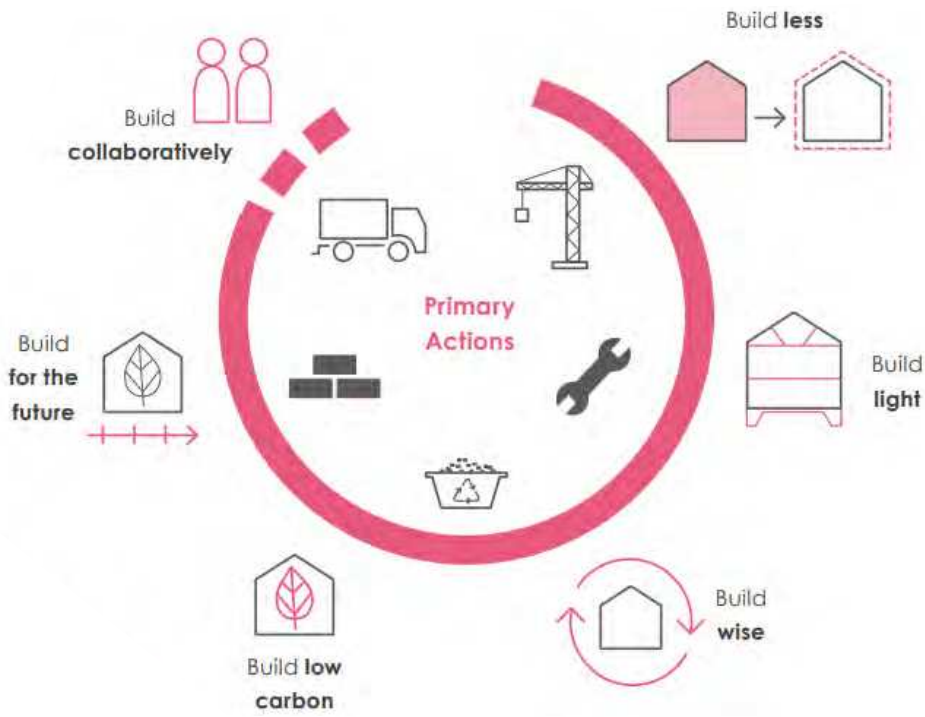 Build less
Build
collaboratively
Primary
Actions
Build
light
Build
for the
future
Build
wise
Build low
carbon